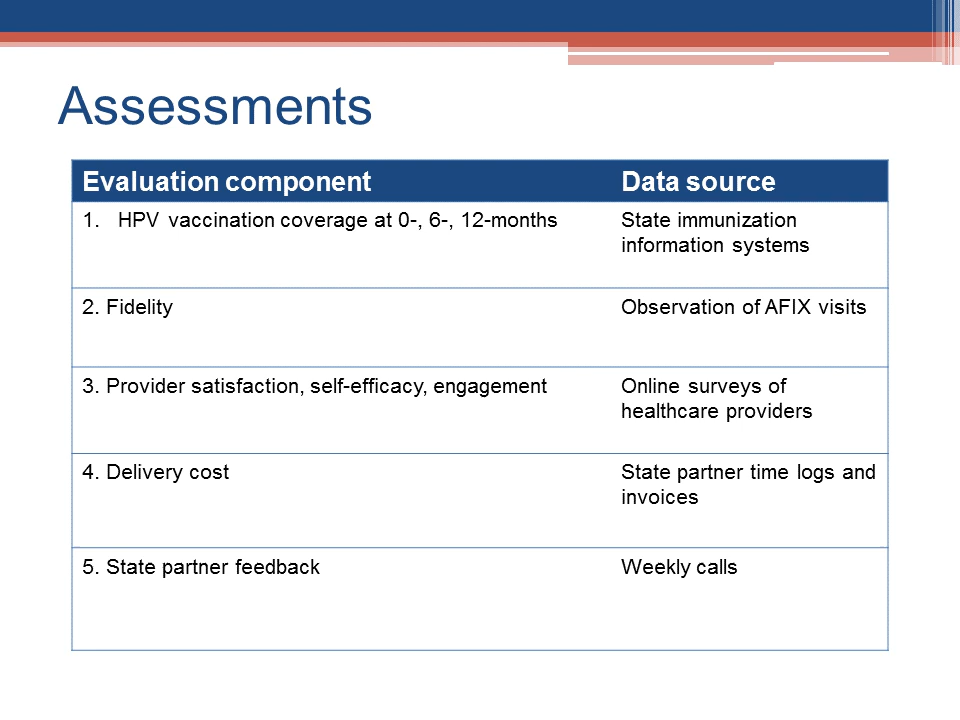 Assessments
Evaluation component Data source
1. HPV vaccination coverage at 0-, 6-, 12-months State immunization
information systems
2. Fidelity Observation of AFIX visits
3. Provider satisfaction, self-efficacy, engagement Online surveys of
healthcare providers
4. Delivery cost State partner time logs and
invoices
5. State partner feedback Weekly calls